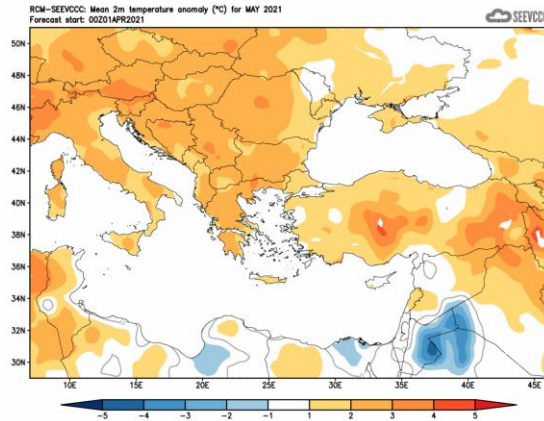 RCM-SEEVCCC: Mean 2m temperature anomaly (°C) for MAY 2021
Forecast start: 00Z01APR2021
SEEVCCC
50N
48N
46N
44N
42N
40N
38N
36N
34N
32N
30N
10E 15E 20E 25E 30E 35E 40E 45E
-5 -4 -3 -2 -1 1 2 3 4 5